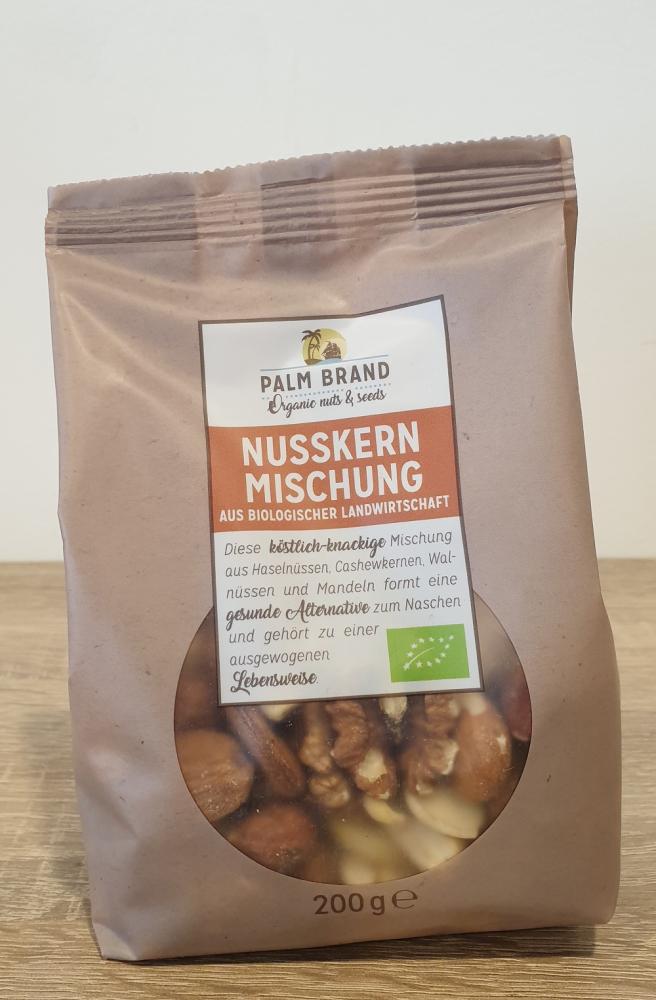 PALM BRAND
Organic nuts & seeds
NUSSKERN
MISCHUNG
AUS BIOLOGISCHER LANDWIRTSCHAFT
Diese köstlich-knackige Mischung
aus Haselnüssen, Cashewkernen, Wal-
nüssen und Mandeln formt eine
gesunde Alternative zum Naschen
und gehört zu einer
ausgewogenen
Lebensweise.
200 g ℮